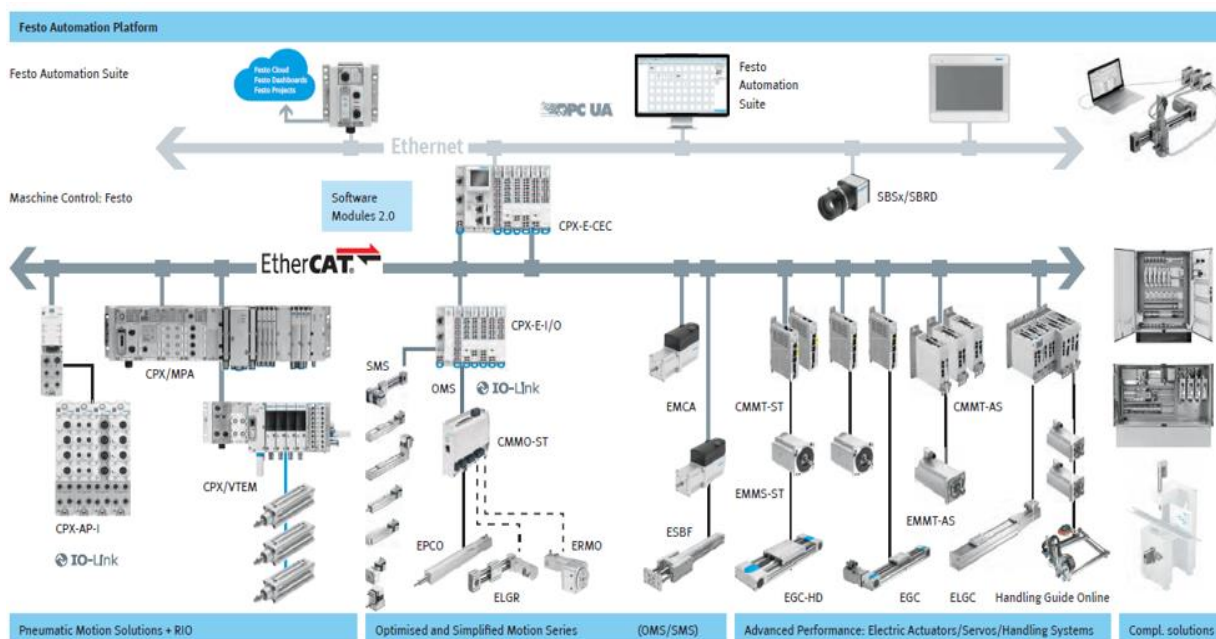 Festo Automation Platform
Festo Automation Suite
Festo Cloud
Festo Dashboards
Festo Projects
OPC UA
Festo
Automation
Suite
Ethernet
Maschine Control: Festo
Software
Modules 2.0
CPX-E-CEC
SBSx/SBRD
EtherCAT
CPX/MPA
CPX-E-I/O
SMS
OMS
IO-Link
CMMO-ST
EMCA
CMMT-ST
CMMT-AS
CPX/VTEM
CPX-AP-I
IO-Link
EMMS-ST
EMMT-AS
EPCO
ERMO
ESBF
ELGR
EGC-HD
EGC
ELGC
Handling Guide Online
Pneumatic Motion Solutions + RIO
Optimised and Simplified Motion Series (OMS/SMS)
Advanced Performance: Electric Actuators/Servos/Handling Systems
Compl. solutions